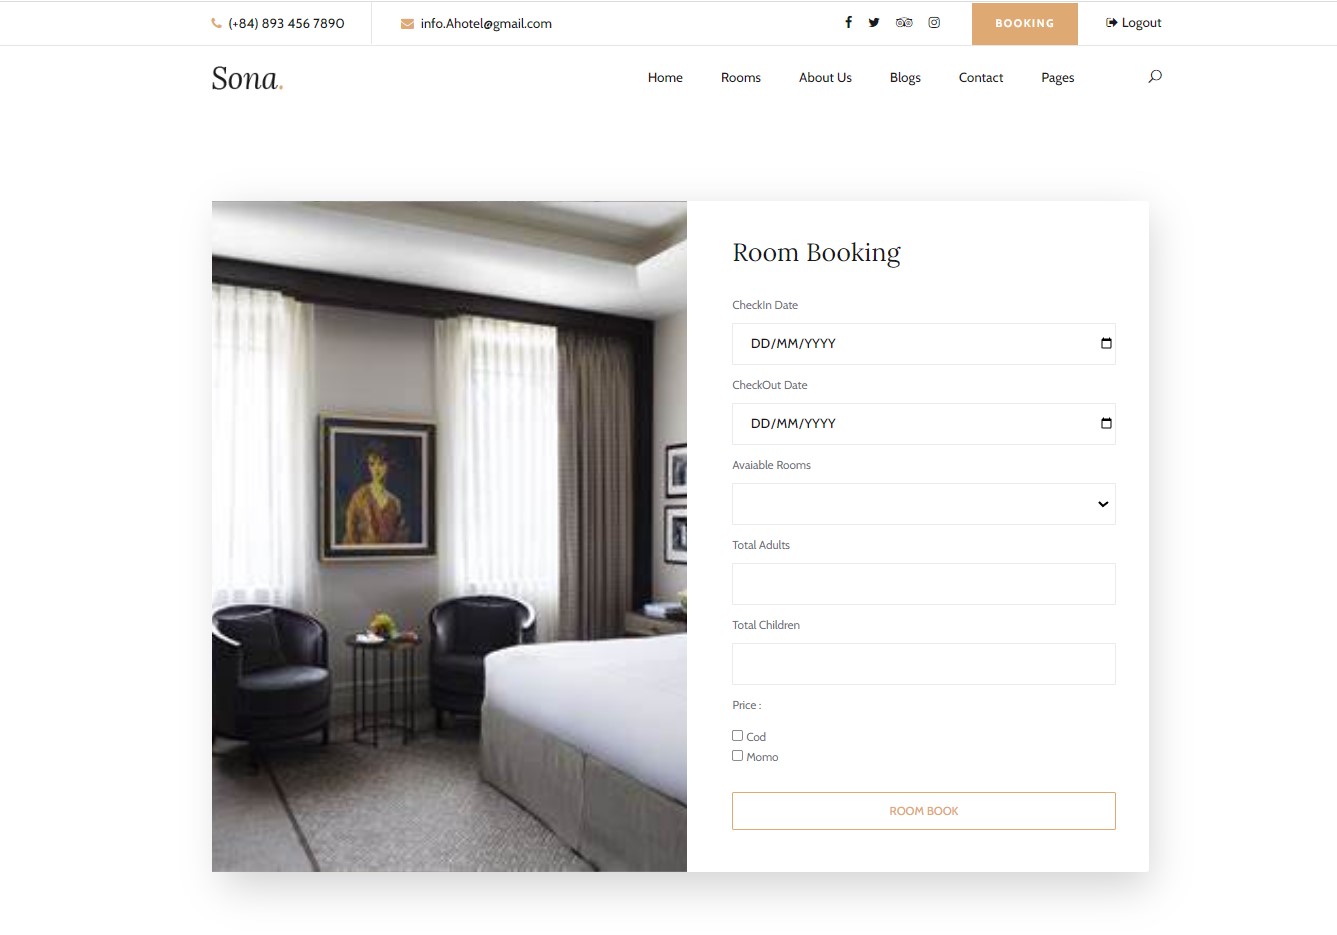 (+84) 893 456 7890
info.Ahotel@gmail.com
BOOKING
Logout
Sona.
Home
Rooms
About Us
Blogs
Contact
Pages
Room Booking
CheckIn Date
DD/MM/YYYY
CheckOut Date
DD/MM/YYYY
Avaiable Rooms
Total Adults
Total Children
Price :
Cod
Momo
ROOM BOOK